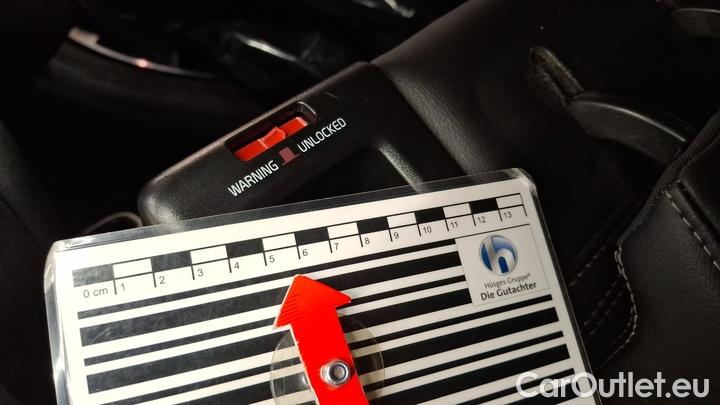 WARNING UNLOCKED
0 cm 1 2 3 4 5 6 7 8 9 10 11 12 13
h
Hüsges Gruppe®
Die Gutachter
CarOutlet.eu